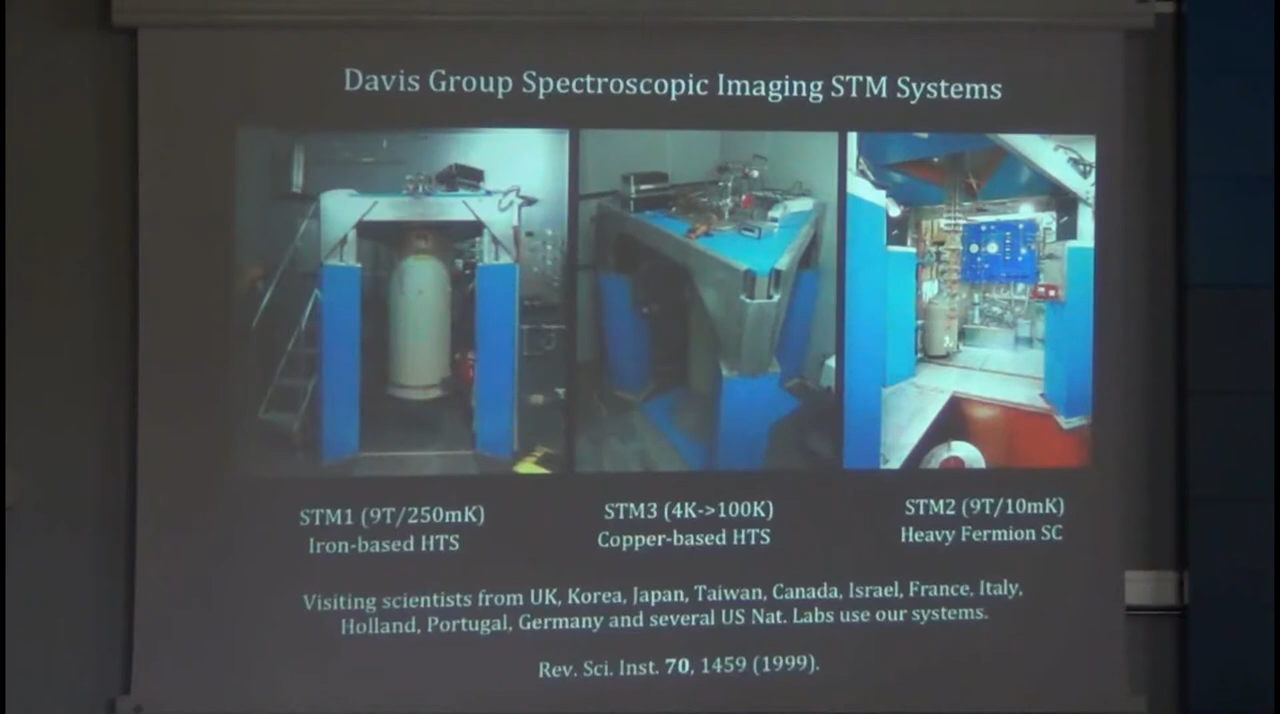 Davis Group Spectroscopic Imaging STM Systems
STM1 (9T/250mK)
Iron-based HTS
STM3 (4K->100K)
Copper-based HTS
STM2 (9T/10mK)
Heavy Fermion SC
Visiting scientists from UK, Korea, Japan, Taiwan, Canada, Israel, France, Italy,
Holland, Portugal, Germany and several US Nat. Labs use our systems.
Rev. Sci. Inst. 70, 1459 (1999).